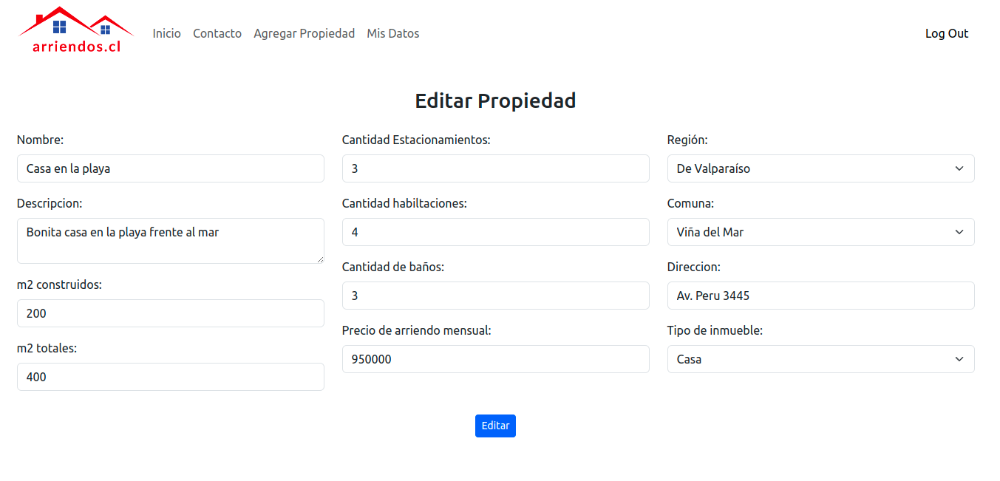 arriendos.cl
Inicio Contacto Agregar Propiedad Mis Datos Log Out
Editar Propiedad
Nombre:
Casa en la playa
Descripcion:
Bonita casa en la playa frente al mar
m2 construidos:
200
m2 totales:
400
Cantidad Estacionamientos:
3
Cantidad habiltaciones:
4
Cantidad de baños:
3
Precio de arriendo mensual:
950000
Región:
De Valparaíso
Comuna:
Viña del Mar
Direccion:
Av. Peru 3445
Tipo de inmueble:
Casa
Editar